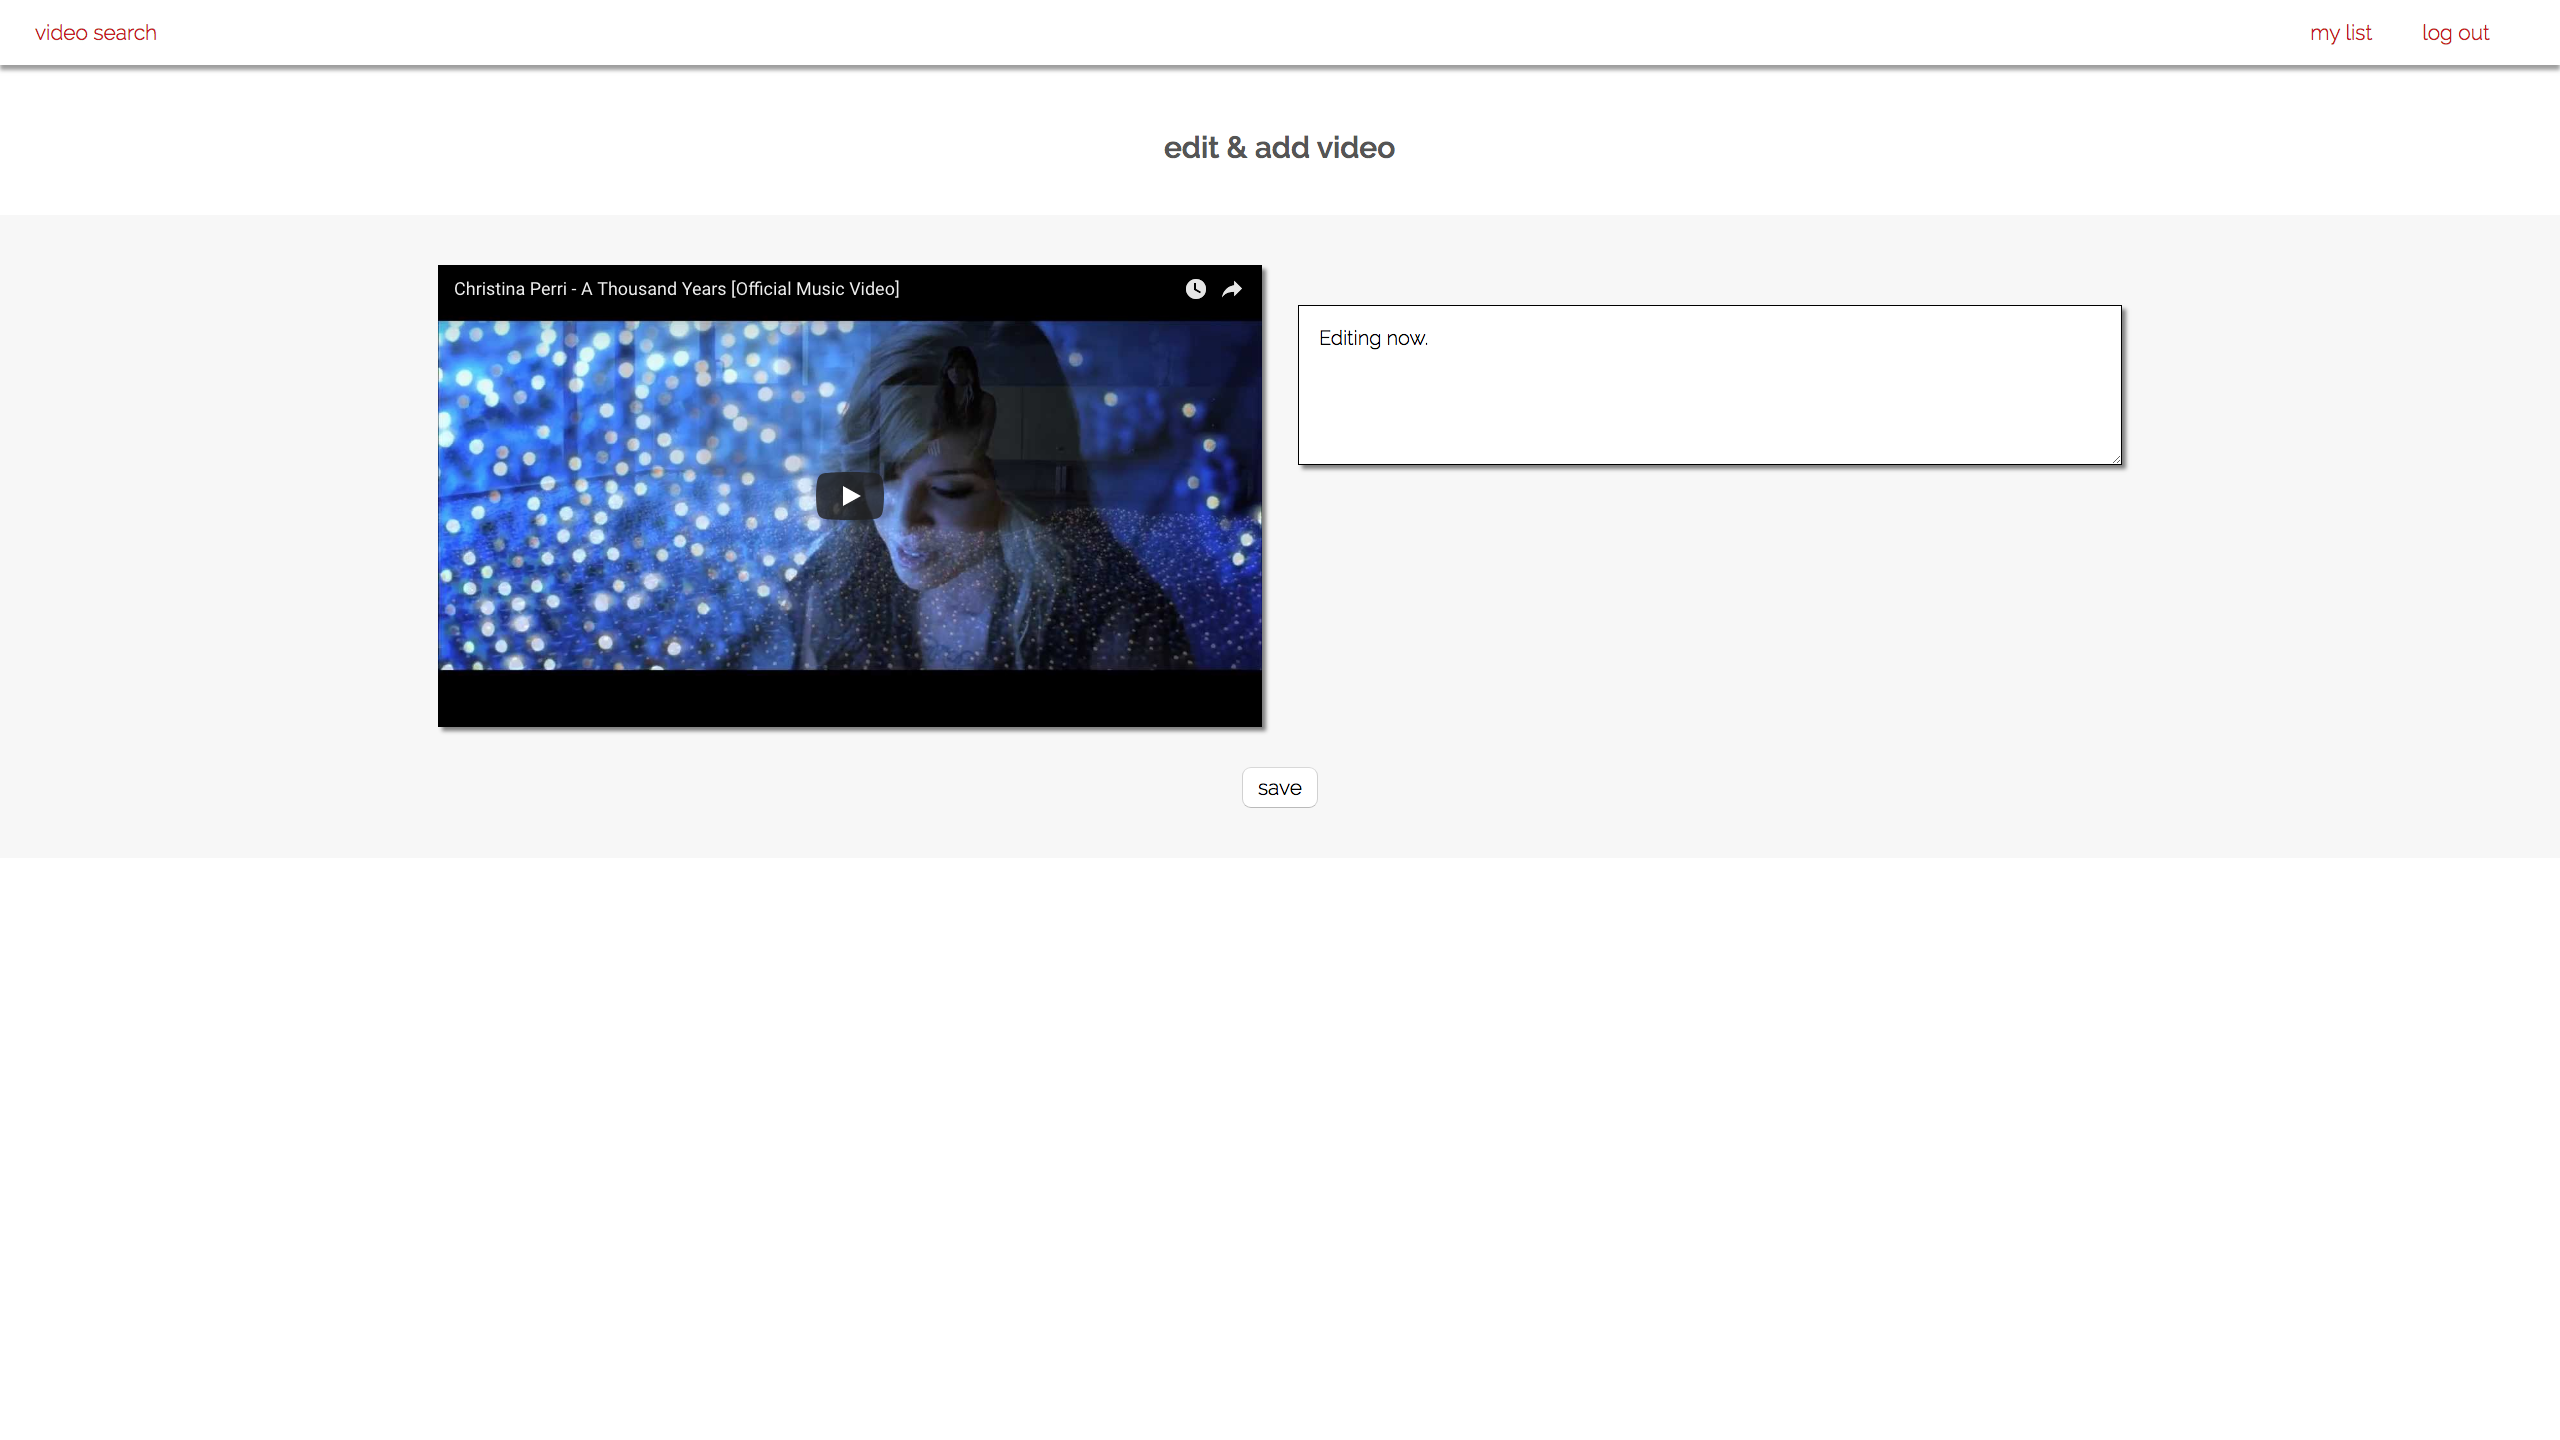 video search
my list
log out
edit & add video
Christina Perri - A Thousand Years [Official Music Video]
Editing now.
save